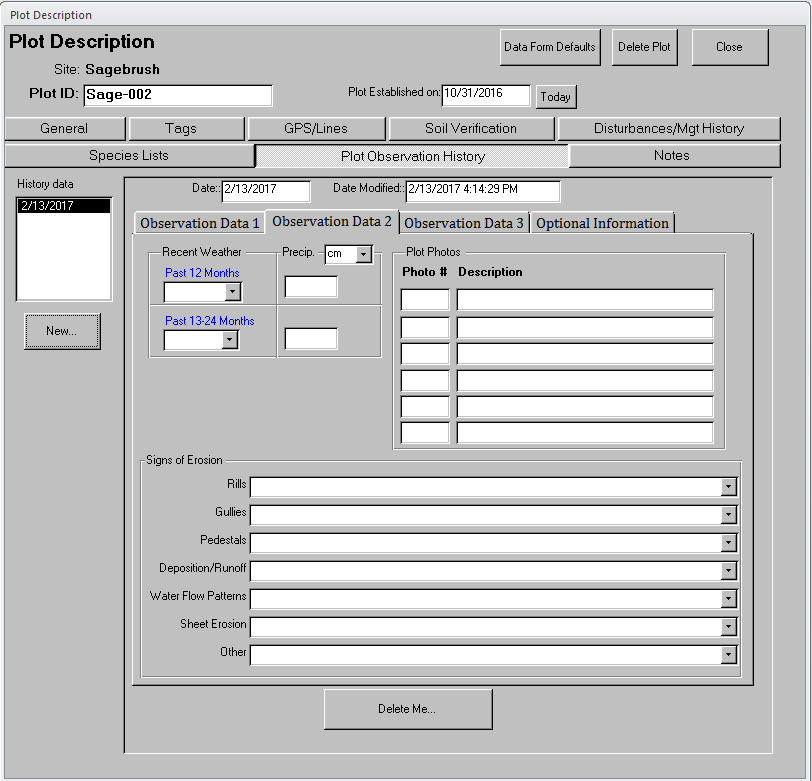 Plot Description
Plot Description
Data Form Defaults Delete Plot Close
Site: Sagebrush
Plot ID: Sage-002 Plot Established on: 10/31/2016 Today
General Tags GPS/Lines Soil Verification Disturbances/Mgt History
Species Lists Plot Observation History Notes
History data
2/13/2017
New...
Date:: 2/13/2017 Date Modified:: 2/13/2017 4:14:29 PM
Observation Data 1 Observation Data 2 Observation Data 3 Optional Information
Recent Weather Precip. cm
Past 12 Months
Past 13-24 Months
Plot Photos
Photo # Description
Signs of Erosion
Rills
Gullies
Pedestals
Deposition/Runoff
Water Flow Patterns
Sheet Erosion
Other
Delete Me...